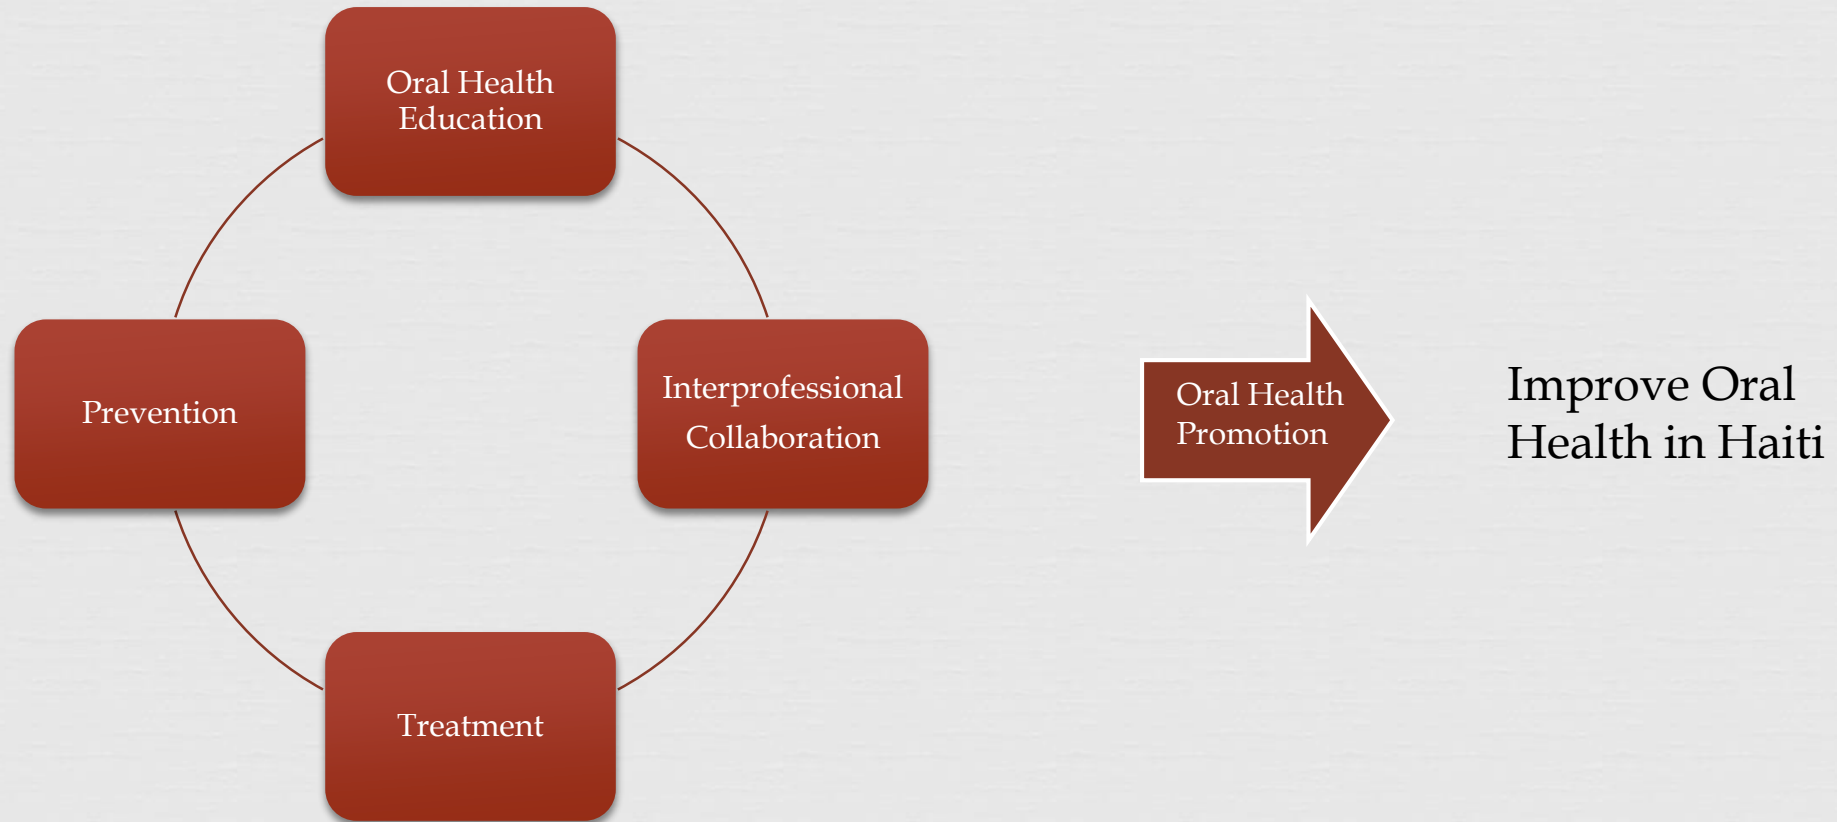 Oral Health
Education
Prevention
Interprofessional
Collaboration
Treatment
Oral Health
Promotion
Improve Oral
Health in Haiti